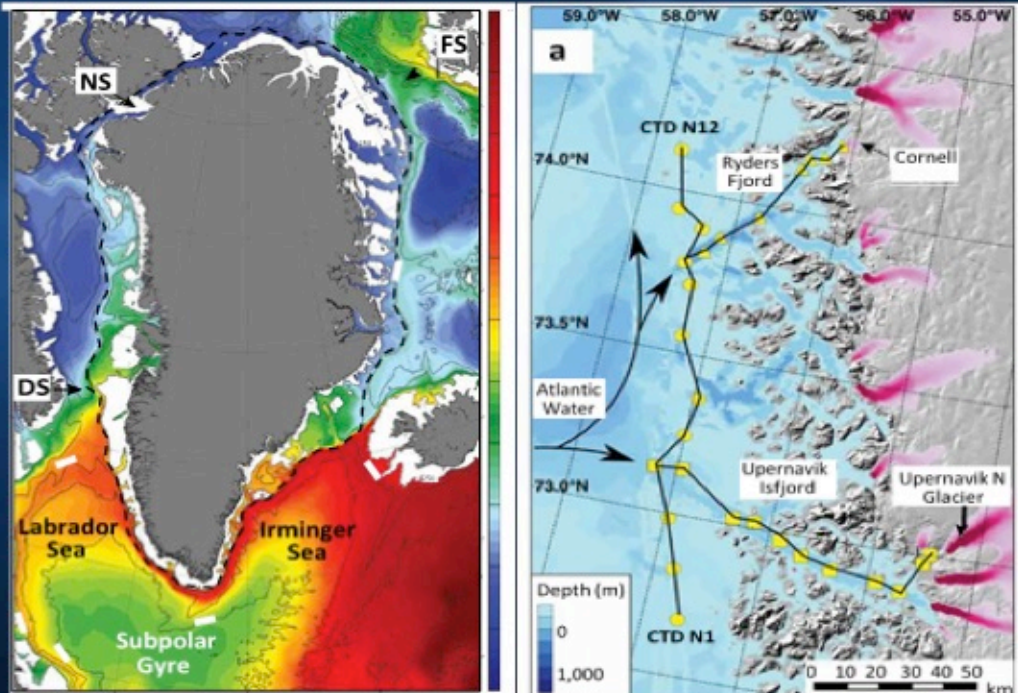 NS
FS
DS
Labrador
Sea
Irminger
Sea
Subpolar
Gyre
59.0°W
58.0°W
57.0°W
56.0°W
55.0°W
a
CTD N12
74.0°N
Ryders
Fjord
Cornell
73.5°N
Atlantic
Water
73.0°N
Upernavik
Isfjord
Upernavik N
Glacier
Depth (m)
0
1,000
CTD N1
0 10 20 30 40 50
km